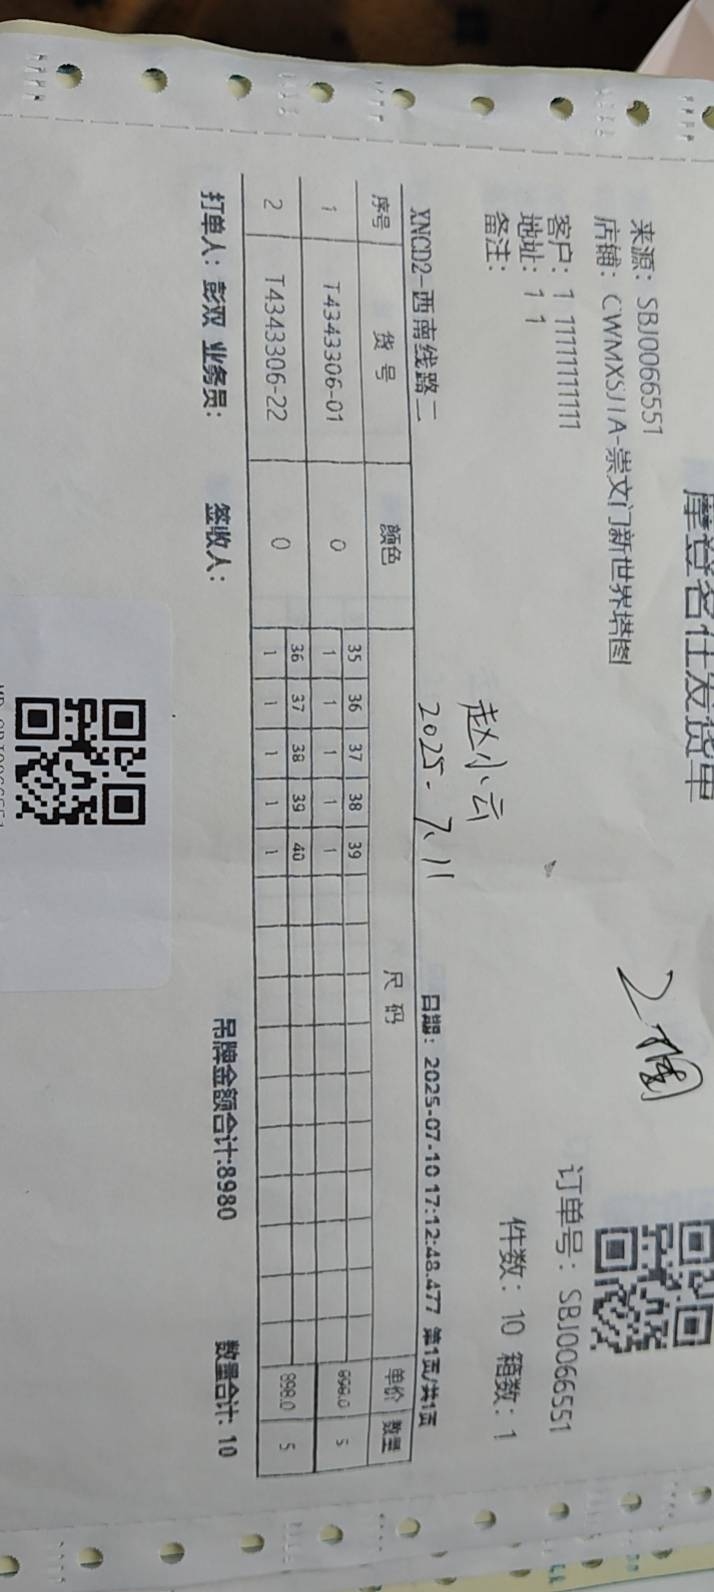 摩登名仕发货单
来源：SBJ0066551
店铺：CWMXSJ1A-崇文门新世界塔图
客户：1 11111111111
地址：1 1
备注：
订单号：SBJ0066551
件数：10 箱数：1
赵小云
2025.7.11
XNCD2-西南线路二 日期：2025-07-10 17:12:48.477 第1页/共1页
序号 货号 颜色 尺码 单价 数量
1 T4343306-01 0 35 36 37 38 39 898.0 5
1 1 1 1 1
2 T4343306-22 0 36 37 38 39 40 898.0 5
1 1 1 1 1
打单人：彭双 业务员： 签收人： 吊牌金额合计:8980 数量合计：10